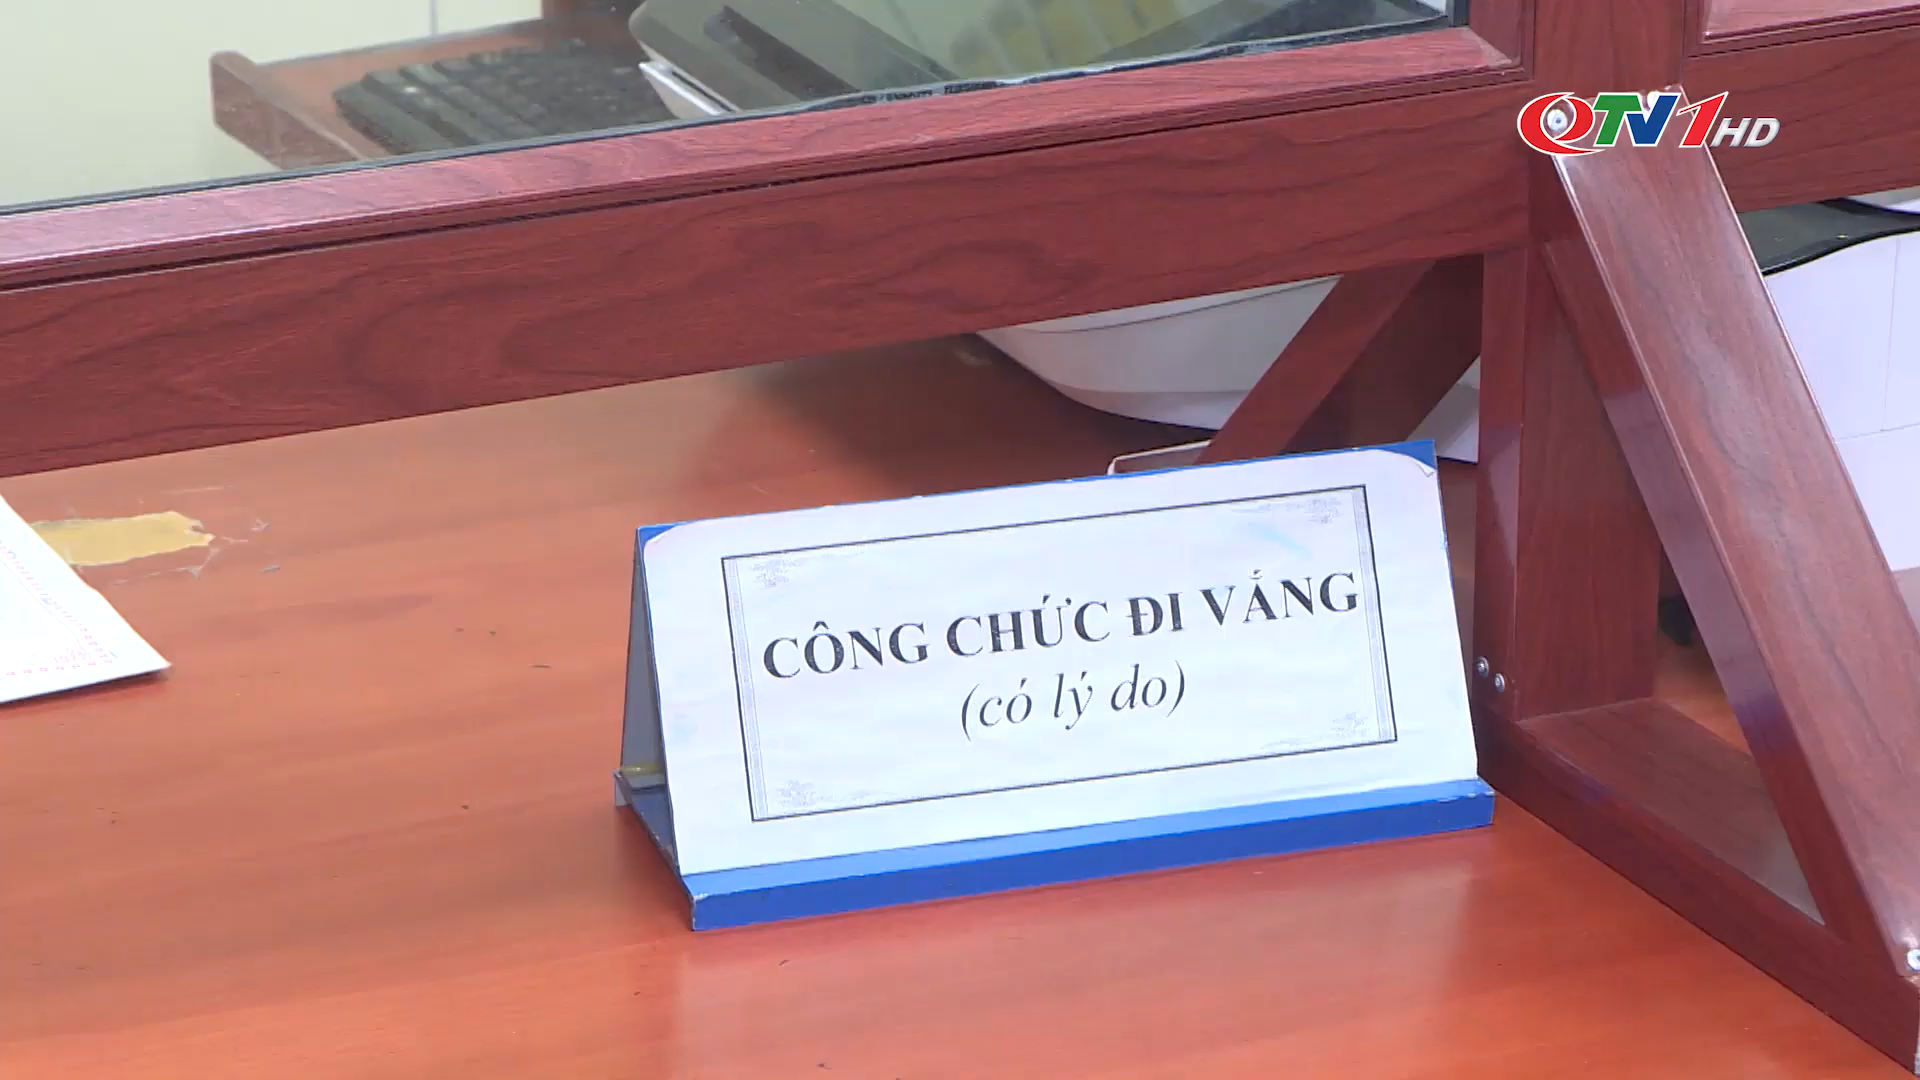 QTV1HD
CÔNG CHỨC ĐI VẮNG
(có lý do)